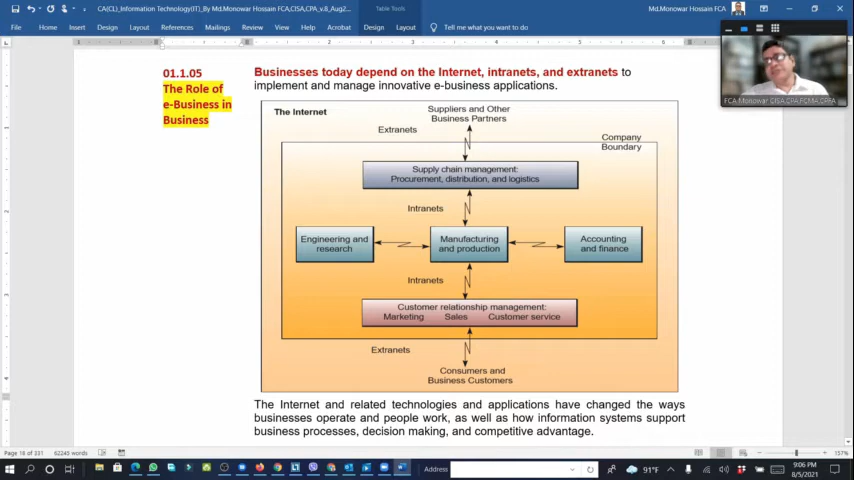 CA(CL)_Information Technology(IT)_By Md.Monowar Hossain FCA,CISA,CPA_v.8_Aug2...
Table Tools
Md.Monowar Hossain FCA
File Home Insert Draw Design Layout References Mailings Review View Help Acrobat Design Layout Tell me what you want to do
FCA Monowar CISA,CPA,FCMA,CPFA
01.1.05
The Role of
e-Business in
Business
Businesses today depend on the Internet, intranets, and extranets to
implement and manage innovative e-business applications.
The Internet
Suppliers and Other
Business Partners
Extranets
Company
Boundary
Supply chain management:
Procurement, distribution, and logistics
Intranets
Engineering and
research
Manufacturing
and production
Accounting
and finance
Intranets
Customer relationship management:
Marketing Sales Customer service
Extranets
Consumers and
Business Customers
The Internet and related technologies and applications have changed the ways
businesses operate and people work, as well as how information systems support
business processes, decision making, and competitive advantage.
Page 18 of 331 62245 words
157%
Address
91°F
9:06 PM
8/5/2021